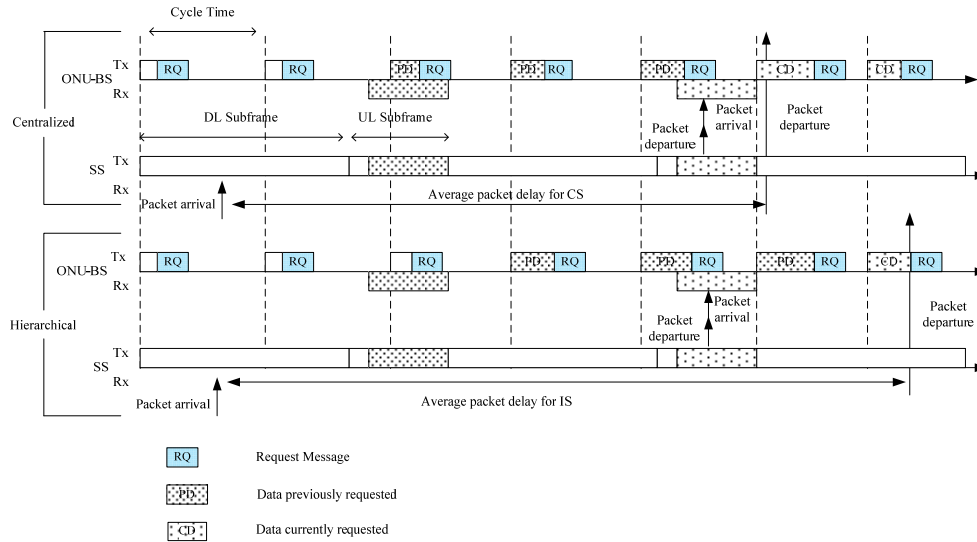 Cycle Time
Tx
ONU-BS
Rx
RQ
RQ
PD
RQ
PD
RQ
PD
RQ
CD
RQ
CD
RQ
Centralized
DL Subframe
UL Subframe
Packet
departure
Packet
arrival
Packet
departure
Tx
SS
Rx
Packet arrival
Average packet delay for CS
Tx
ONU-BS
Rx
RQ
RQ
RQ
PD
RQ
PD
RQ
PD
RQ
CD
RQ
Hierarchical
Packet
departure
Packet
arrival
Packet
departure
Tx
SS
Rx
Packet arrival
Average packet delay for IS
RQ
Request Message
PD
Data previously requested
CD
Data currently requested